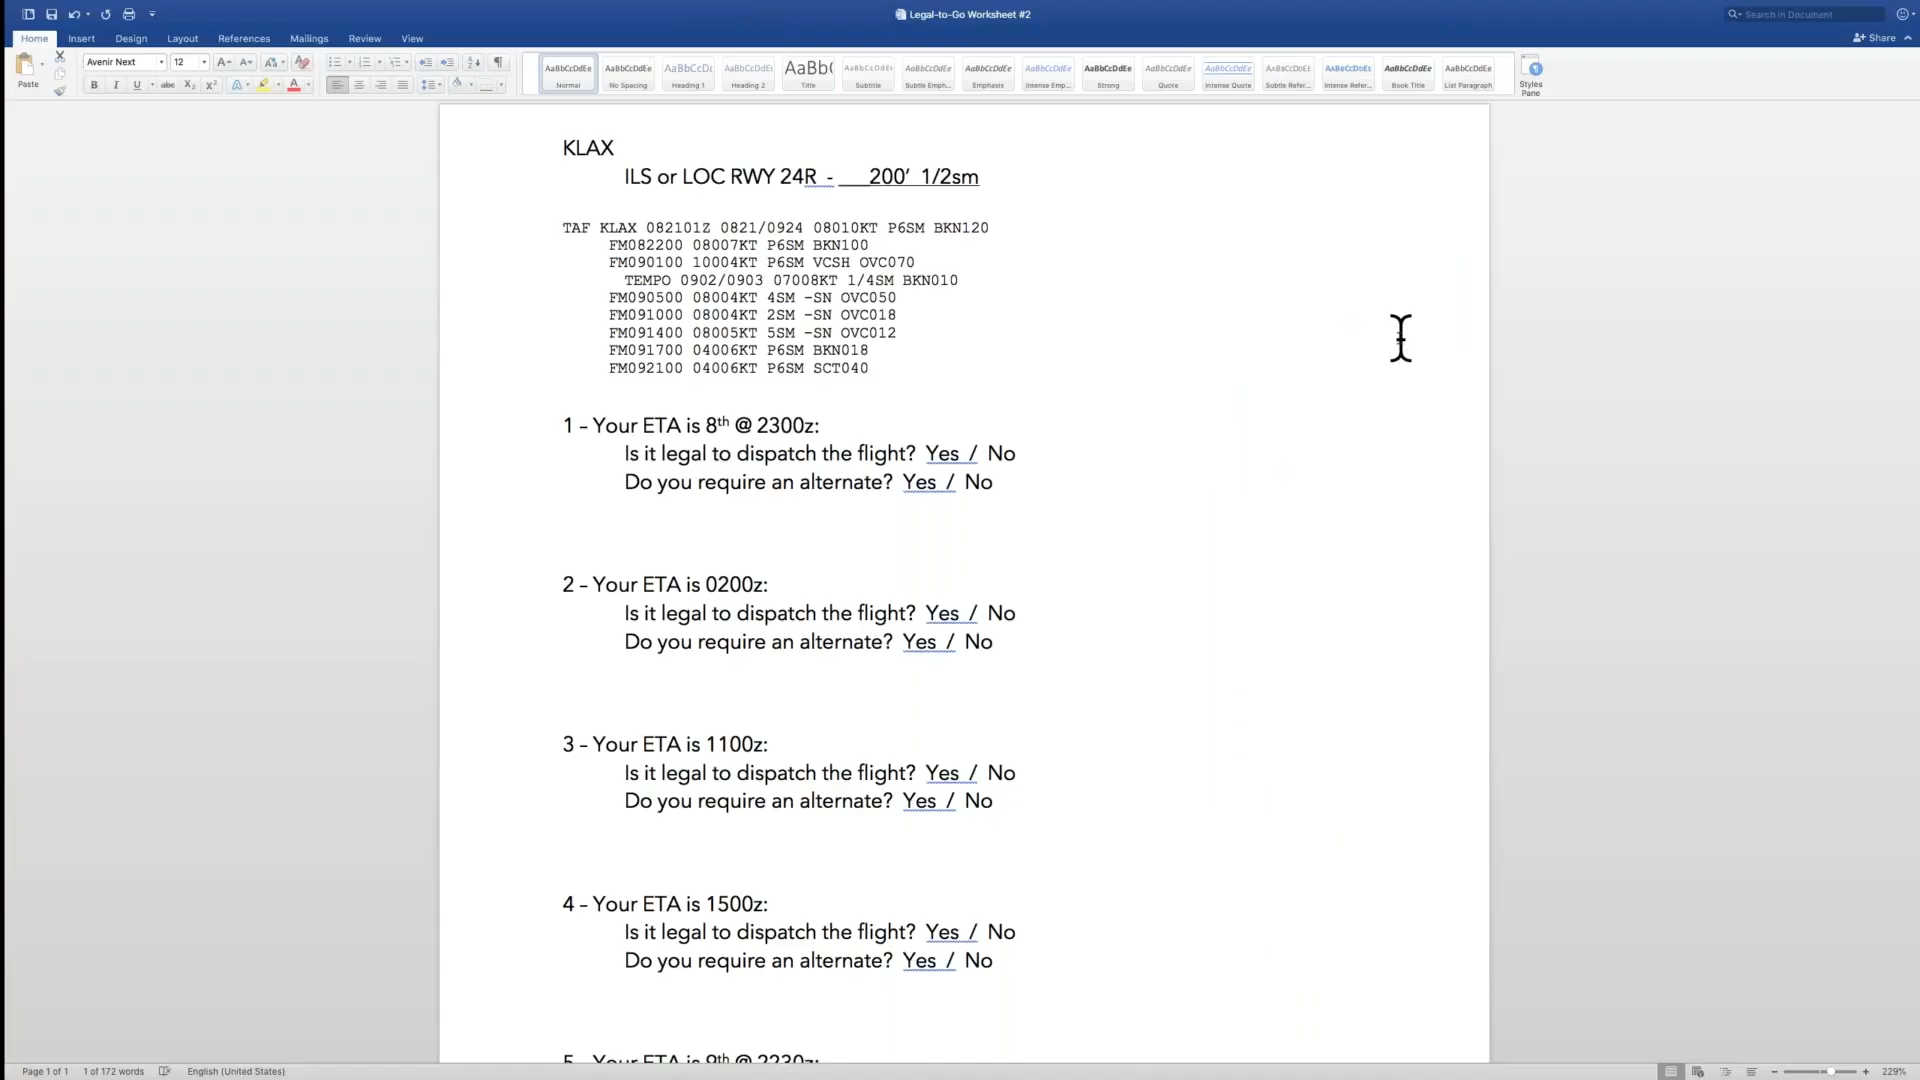 Legal-to-Go Worksheet #2
Search in Document
Home Insert Design Layout References Mailings Review View
Share
Paste
Avenir Next 12
AaBbCcDdEe AaBbCcDdEe AaBbCcDc AaBbCcDdEe AaBb( AaBbCcDdEe AaBbCcDdEe AaBbCcDdEe AaBbCcDdEe AaBbCcDdEe AaBbCcDdEe AaBbCcDdEe AaBbCcDdEe AaBbCcDdEe AaBbCcDdEe AaBbCcDdEe
Normal No Spacing Heading 1 Heading 2 Title Subtitle Subtle Emph... Emphasis Intense Emp... Strong Quote Intense Quote Subtle Refer... Intense Refer... Book Title List Paragraph
Styles Pane
KLAX
ILS or LOC RWY 24R - ___200’ 1/2sm
TAF KLAX 082101Z 0821/0924 08010KT P6SM BKN120
FM082200 08007KT P6SM BKN100
FM090100 10004KT P6SM VCSH OVC070
TEMPO 0902/0903 07008KT 1/4SM BKN010
FM090500 08004KT 4SM -SN OVC050
FM091000 08004KT 2SM -SN OVC018
FM091400 08005KT 5SM -SN OVC012
FM091700 04006KT P6SM BKN018
FM092100 04006KT P6SM SCT040
1 – Your ETA is 8th @ 2300z:
Is it legal to dispatch the flight? Yes / No
Do you require an alternate? Yes / No
2 – Your ETA is 0200z:
Is it legal to dispatch the flight? Yes / No
Do you require an alternate? Yes / No
3 – Your ETA is 1100z:
Is it legal to dispatch the flight? Yes / No
Do you require an alternate? Yes / No
4 – Your ETA is 1500z:
Is it legal to dispatch the flight? Yes / No
Do you require an alternate? Yes / No
5 – Your ETA is 9th @ 2230z:
Page 1 of 1 1 of 172 words English (United States) 229%